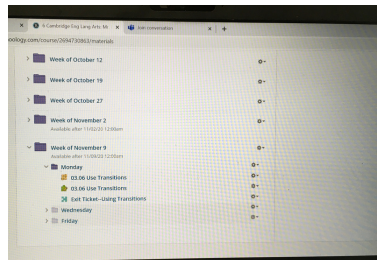 6 Cambridge Eng Lang Arts: M
Join conversation
nology.com/course/2694730863/materials
Week of October 12
Week of October 19
Week of October 27
Week of November 2
Available after 11/02/20 12:00am
Week of November 9
Available after 11/09/20 12:00am
Monday
03.06 Use Transitions
03.06 Use Transitions
Exit Ticket--Using Transitions
Wednesday
Friday